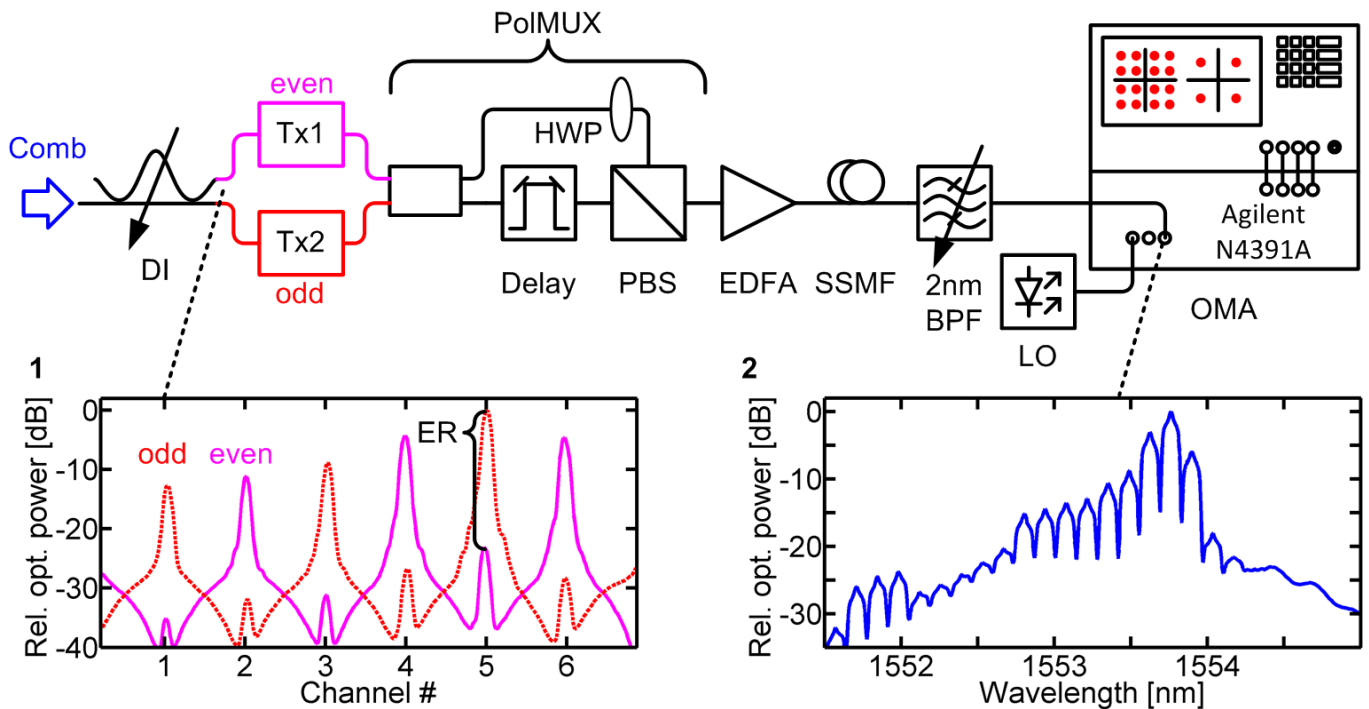 PolMUX
even
Tx1
HWP
Comb
Tx2
Agilent
N4391A
DI
odd
Delay
PBS
EDFA
SSMF
2nm
BPF
LO
OMA
1
Rel. opt. power [dB]
0
-10
-20
-30
-40
odd
even
ER
1 2 3 4 5 6
Channel #
2
Rel. opt. power [dB]
0
-10
-20
-30
1552 1553 1554
Wavelength [nm]